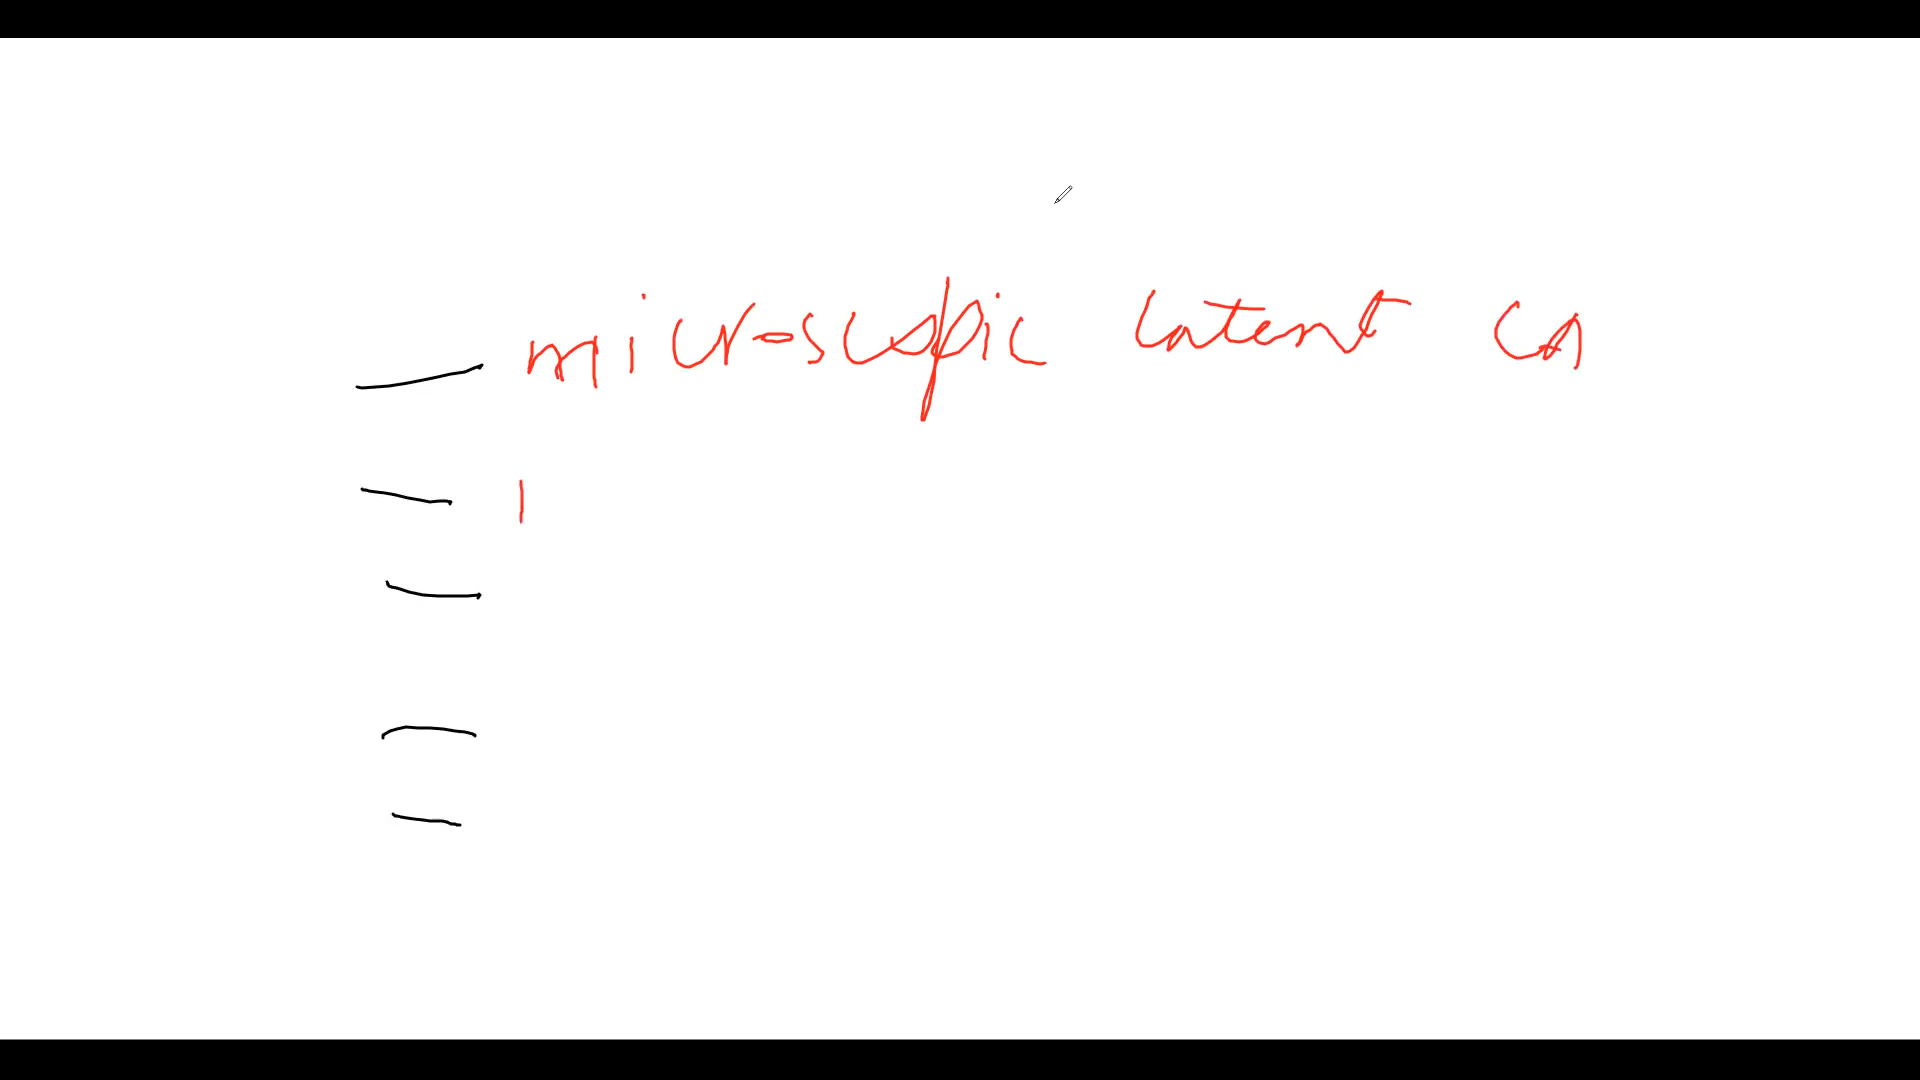 — microscopic latent ca
— I
—
—
—